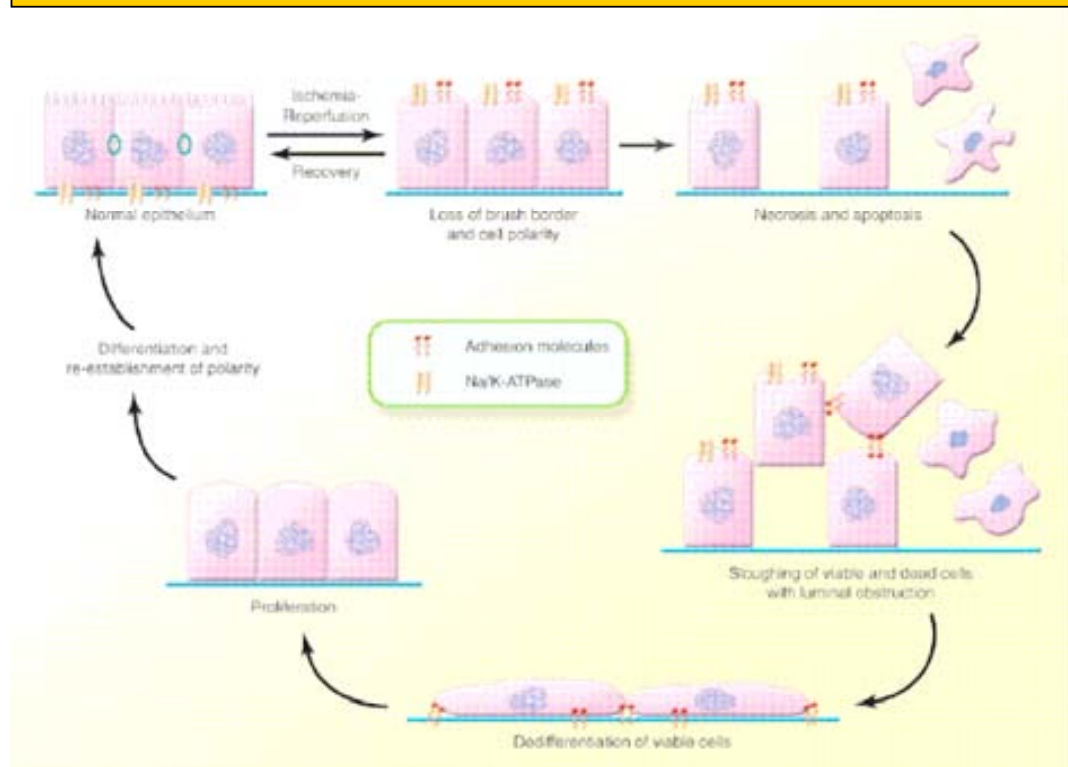 Ischemia-
Reperfusion
Recovery
Normal epithelium
Loss of brush border
and cell polarity
Necrosis and apoptosis
Differentiation and
re-establishment of polarity
Adhesion molecules
Na/K-ATPase
Sloughing of viable and dead cells
with luminal obstruction
Proliferation
Dedifferentiation of viable cells